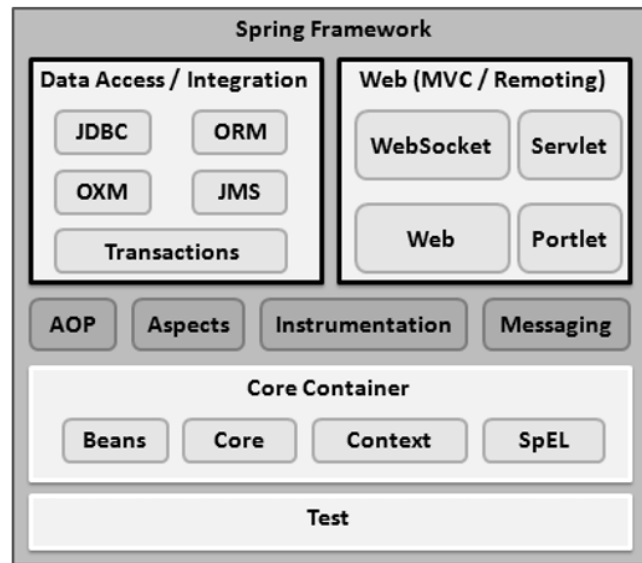 Spring Framework
Data Access / Integration
JDBC
ORM
OXM
JMS
Transactions
Web (MVC / Remoting)
WebSocket
Servlet
Web
Portlet
AOP
Aspects
Instrumentation
Messaging
Core Container
Beans
Core
Context
SpEL
Test